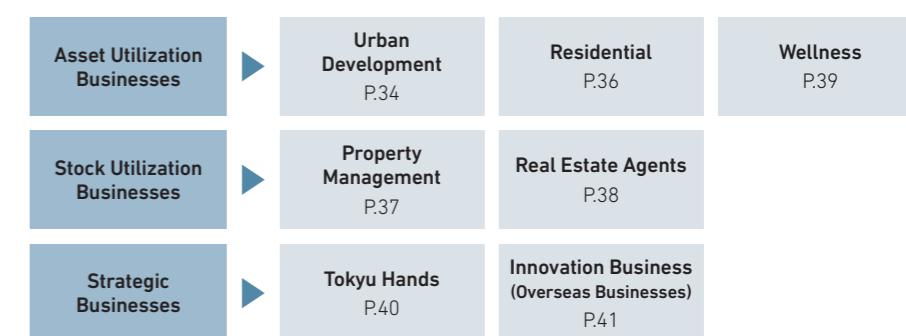 Asset Utilization
Businesses
Urban
Development
P.34
Residential
P.36
Wellness
P.39
Stock Utilization
Businesses
Property
Management
P.37
Real Estate Agents
P.38
Strategic
Businesses
Tokyu Hands
P.40
Innovation Business
(Overseas Businesses)
P.41